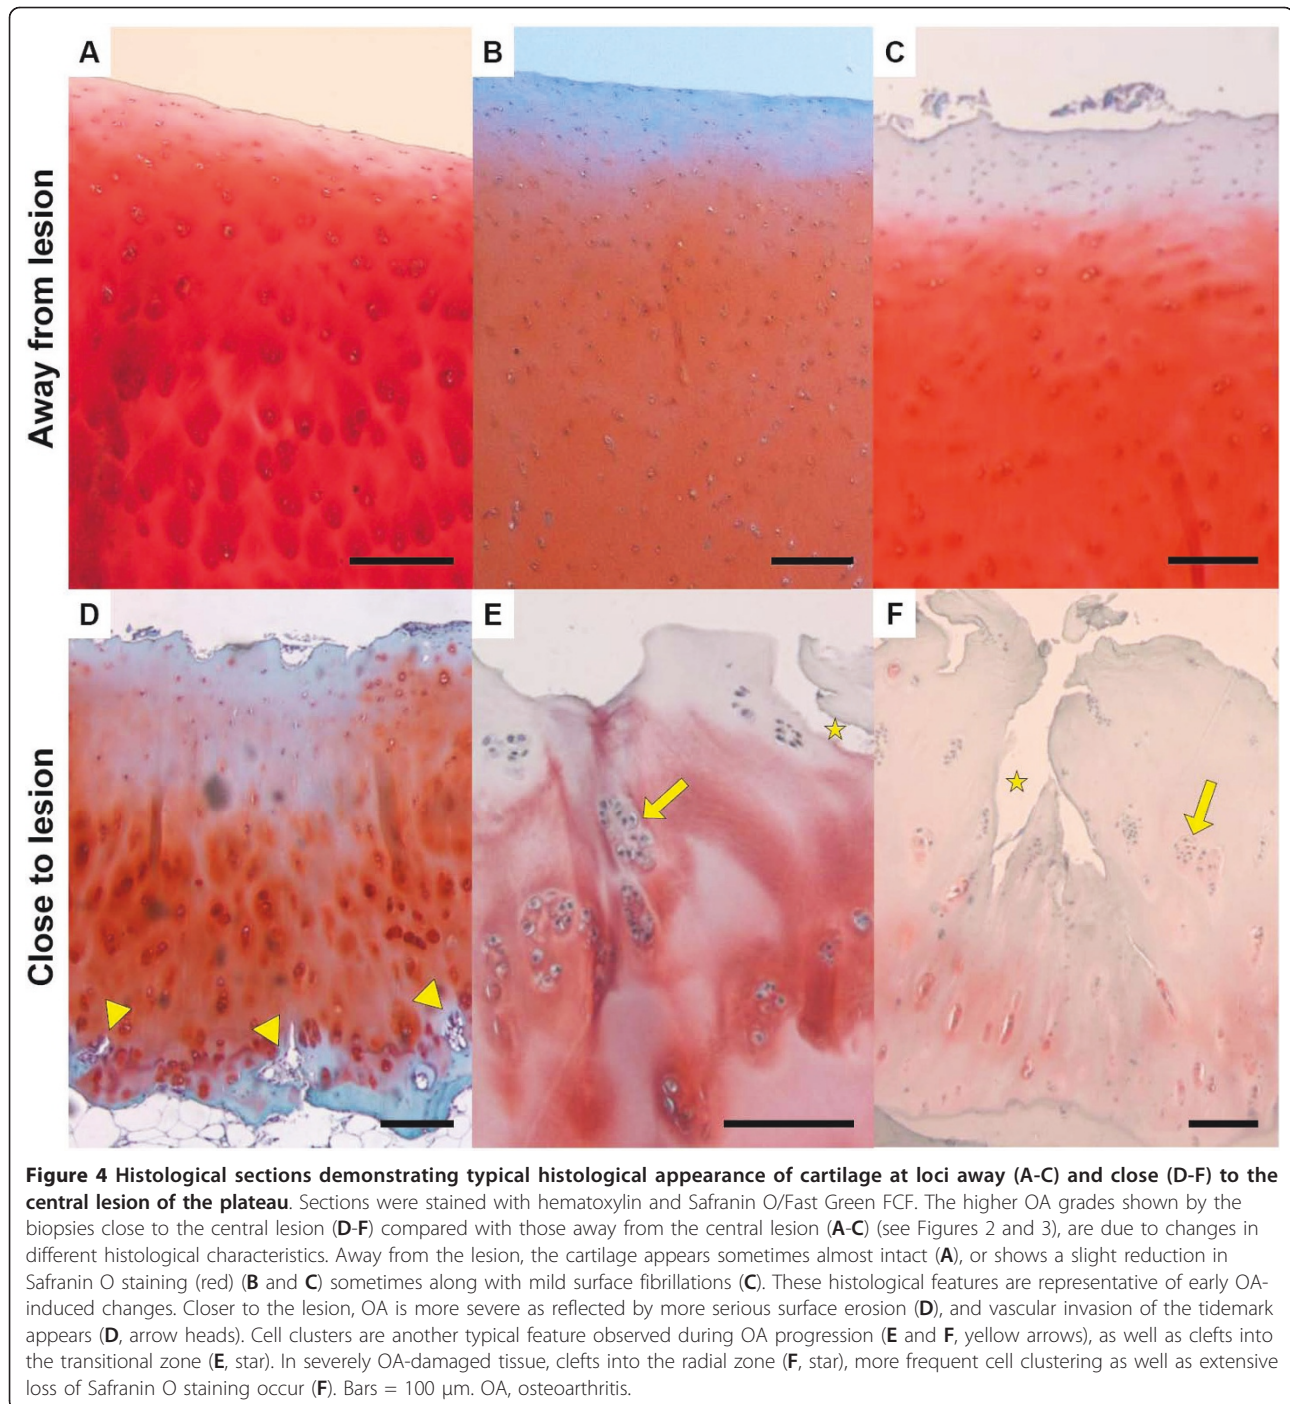 A
B
C
Away from lesion
D
E
F
Close to lesion
Figure 4 Histological sections demonstrating typical histological appearance of cartilage at loci away (A-C) and close (D-F) to the
central lesion of the plateau. Sections were stained with hematoxylin and Safranin O/Fast Green FCF. The higher OA grades shown by the
biopsies close to the central lesion (D-F) compared with those away from the central lesion (A-C) (see Figures 2 and 3), are due to changes in
different histological characteristics. Away from the lesion, the cartilage appears sometimes almost intact (A), or shows a slight reduction in
Safranin O staining (red) (B and C) sometimes along with mild surface fibrillations (C). These histological features are representative of early OA-
induced changes. Closer to the lesion, OA is more severe as reflected by more serious surface erosion (D), and vascular invasion of the tidemark
appears (D, arrow heads). Cell clusters are another typical feature observed during OA progression (E and F, yellow arrows), as well as clefts into
the transitional zone (E, star). In severely OA-damaged tissue, clefts into the radial zone (F, star), more frequent cell clustering as well as extensive
loss of Safranin O staining occur (F). Bars = 100 μm. OA, osteoarthritis.